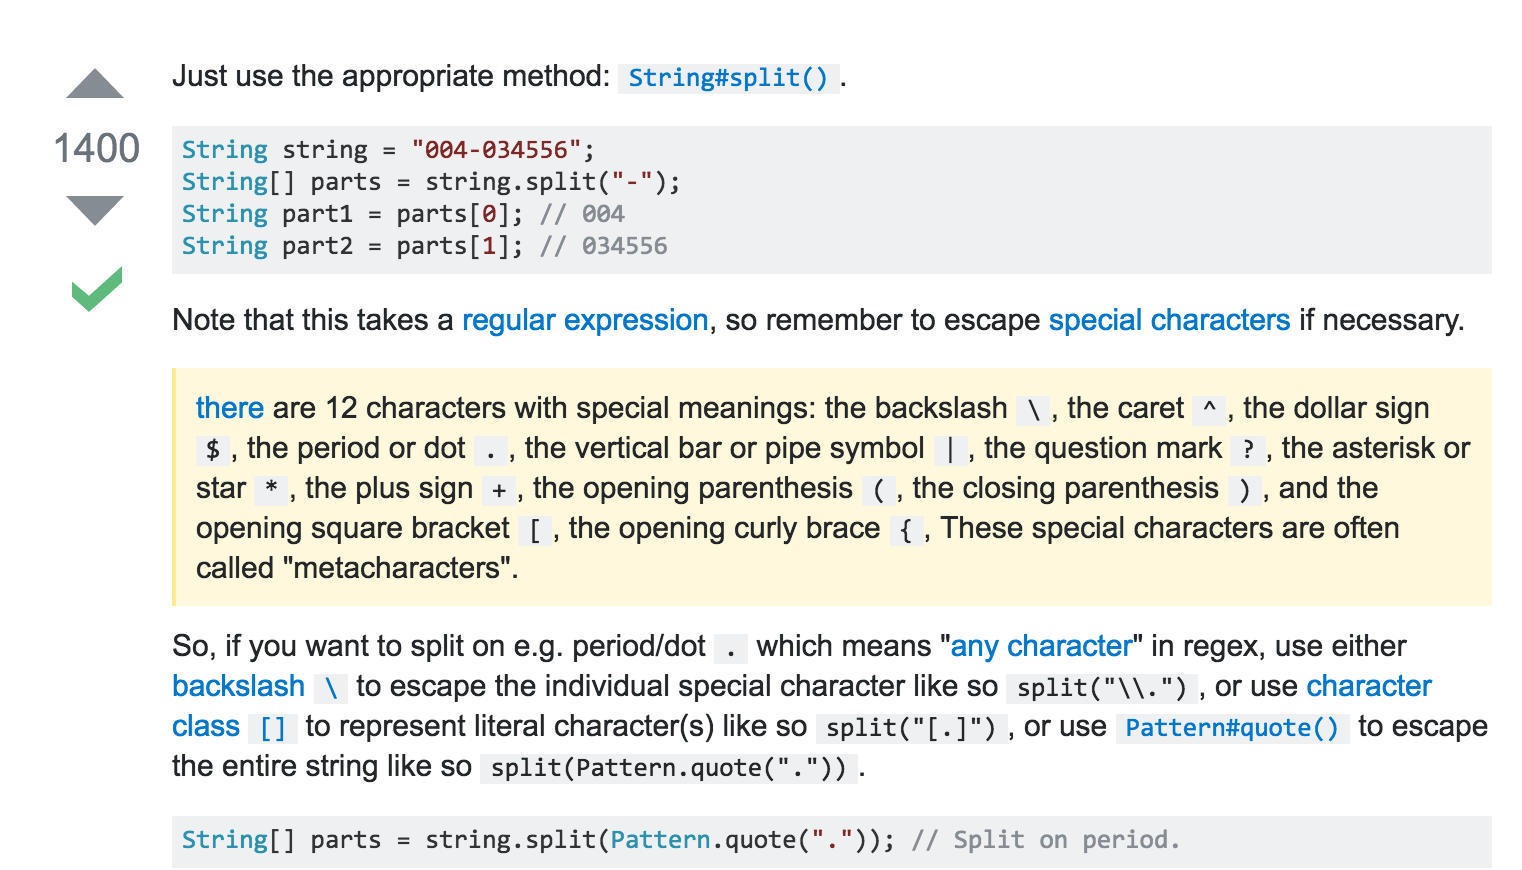 Just use the appropriate method: String#split().
1400
String string = "004-034556";
String[] parts = string.split("-");
String part1 = parts[0]; // 004
String part2 = parts[1]; // 034556
Note that this takes a regular expression, so remember to escape special characters if necessary.
there are 12 characters with special meanings: the backslash \, the caret ^, the dollar sign
$, the period or dot ., the vertical bar or pipe symbol |, the question mark ?, the asterisk or
star *, the plus sign +, the opening parenthesis (, the closing parenthesis ), and the
opening square bracket [, the opening curly brace {, These special characters are often
called "metacharacters".
So, if you want to split on e.g. period/dot . which means "any character" in regex, use either
backslash \ to escape the individual special character like so split("\\."), or use character
class [] to represent literal character(s) like so split("[.]"), or use Pattern#quote() to escape
the entire string like so split(Pattern.quote(".")).
String[] parts = string.split(Pattern.quote(".")); // Split on period.